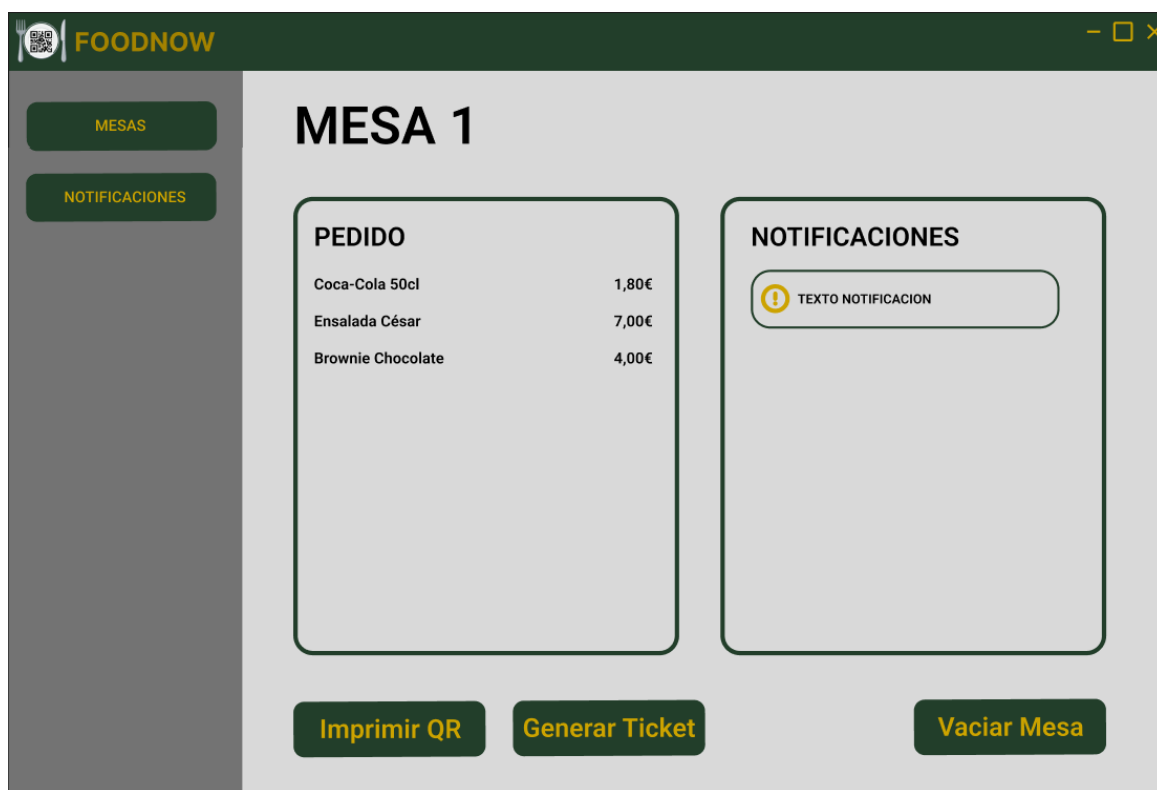 FOODNOW
MESAS
NOTIFICACIONES
MESA 1
PEDIDO
Coca-Cola 50cl 1,80€
Ensalada César 7,00€
Brownie Chocolate 4,00€
NOTIFICACIONES
TEXTO NOTIFICACION
Imprimir QR
Generar Ticket
Vaciar Mesa